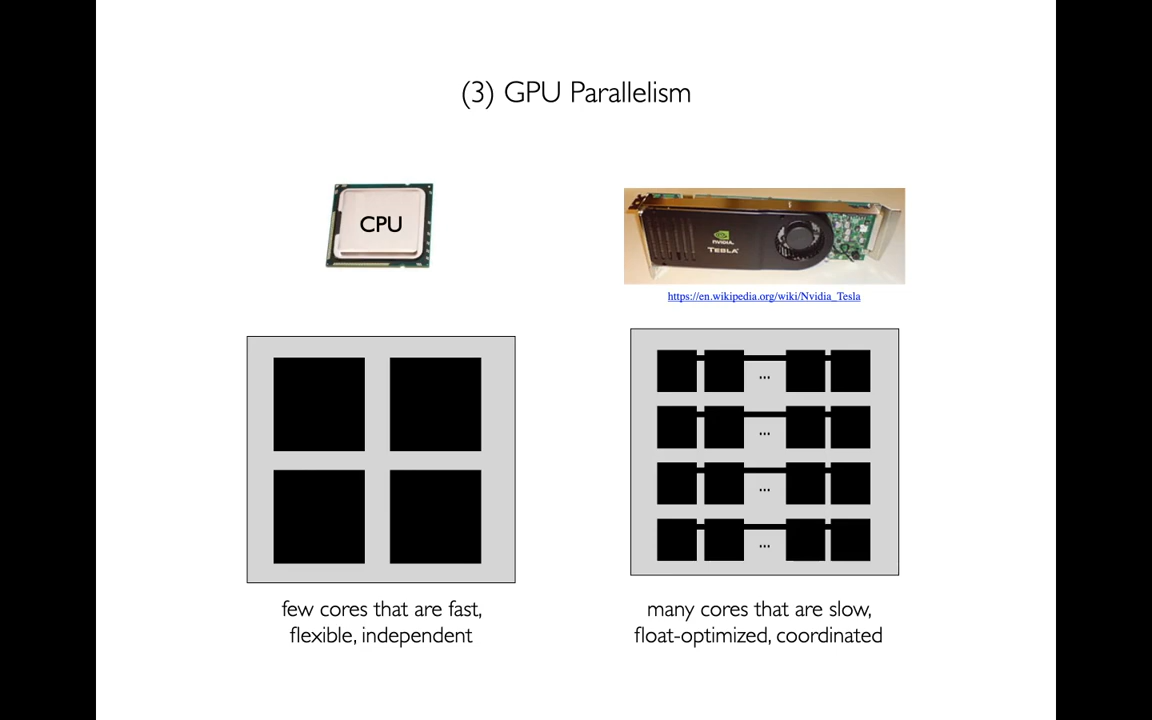 (3) GPU Parallelism
CPU
NVIDIA
TESLA
https://en.wikipedia.org/wiki/Nvidia_Tesla
...
...
...
...
few cores that are fast,
flexible, independent
many cores that are slow,
float-optimized, coordinated